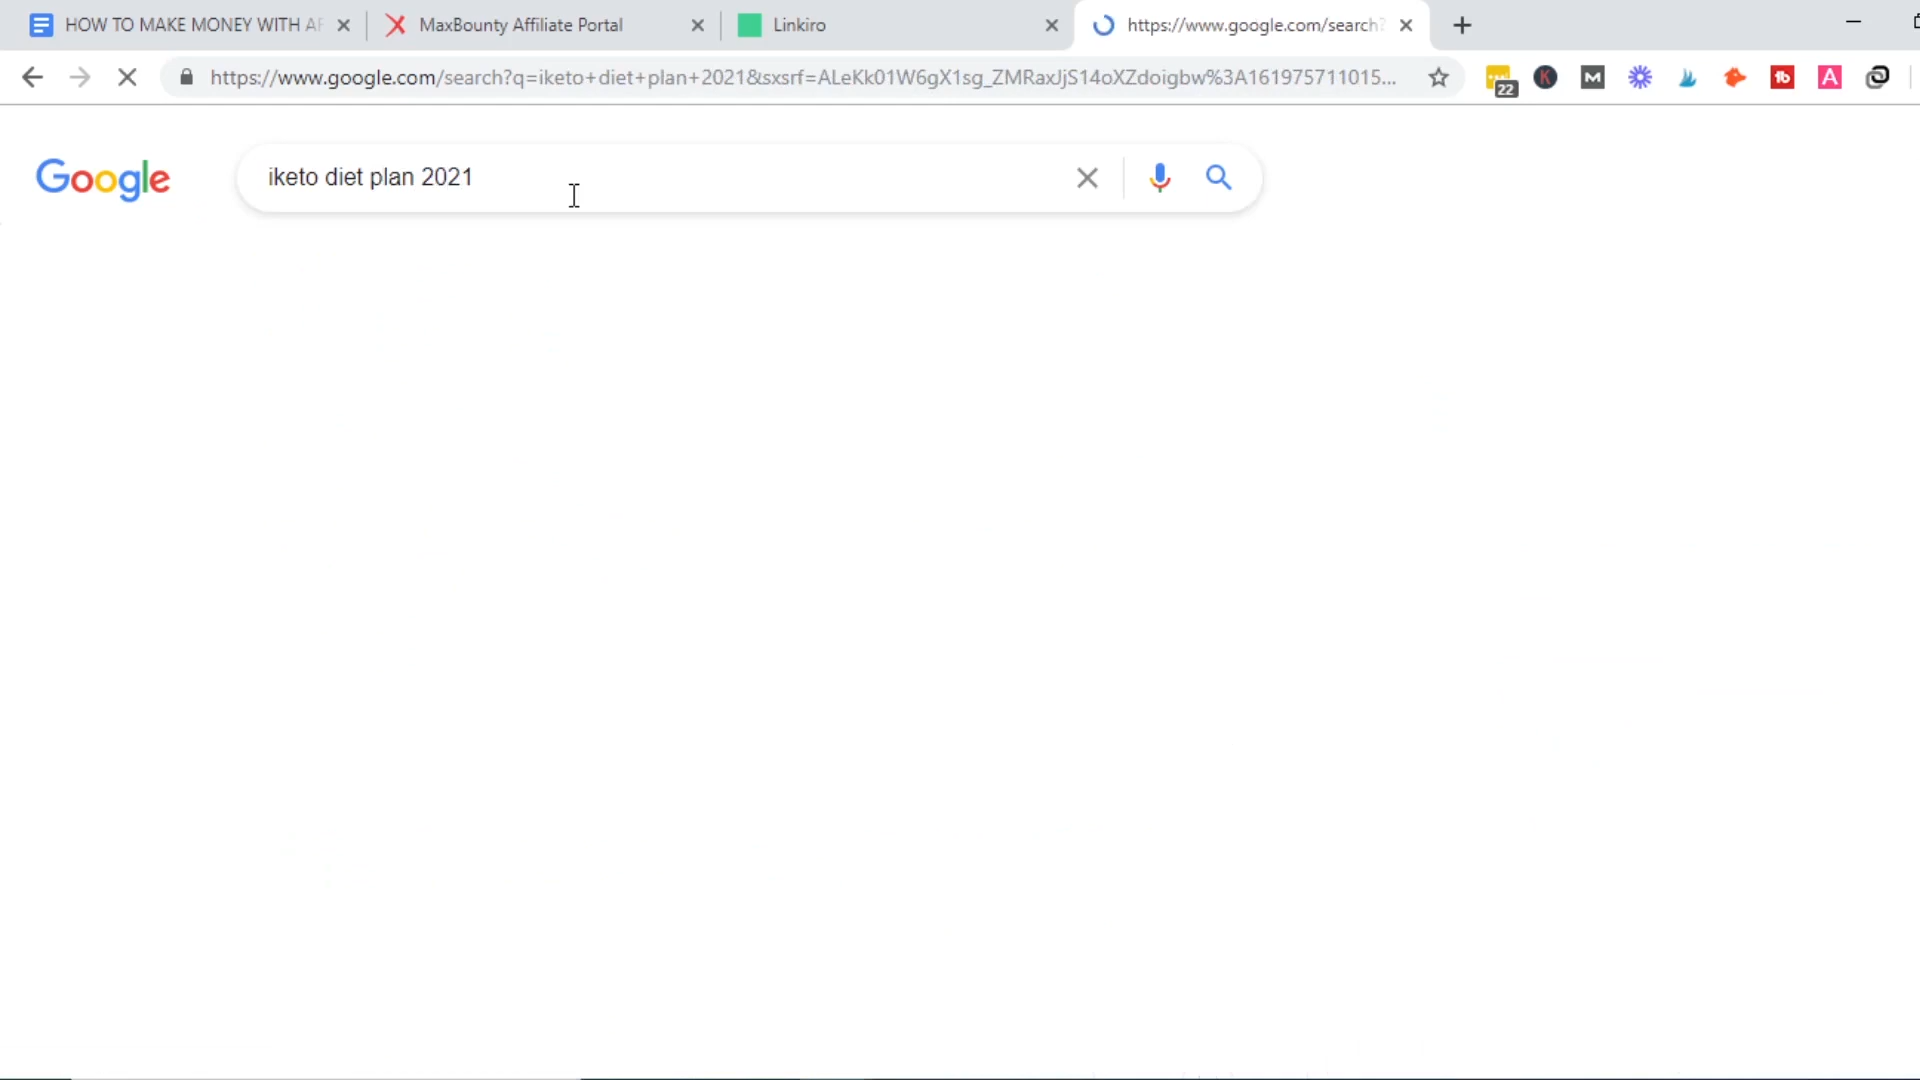 HOW TO MAKE MONEY WITH AF
MaxBounty Affiliate Portal
Linkiro
https://www.google.com/search?
https://www.google.com/search?q=iketo+diet+plan+2021&sxsrf=ALeKk01W6gX1sg_ZMRaxJjS14oXZdoigbw%3A161975711015...
22
K
M
tb
A
Google
iketo diet plan 2021